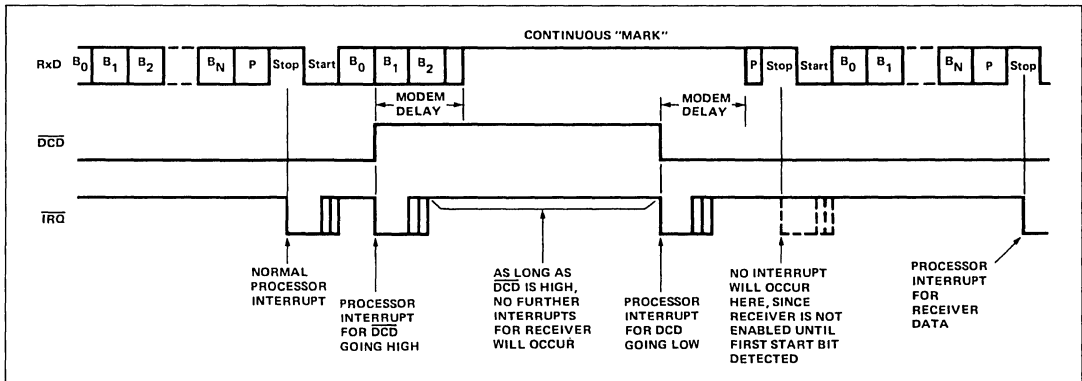 CONTINUOUS "MARK"
RxD B0 B1 B2 BN P Stop Start B0 B1 B2 P Stop Start B0 B1 BN P Stop
MODEM DELAY
MODEM DELAY
DCD
IRQ
NORMAL
PROCESSOR
INTERRUPT
PROCESSOR
INTERRUPT
FOR DCD
GOING HIGH
AS LONG AS
DCD IS HIGH,
NO FURTHER
INTERRUPTS
FOR RECEIVER
WILL OCCUR
PROCESSOR
INTERRUPT
FOR DCD
GOING LOW
NO INTERRUPT
WILL OCCUR
HERE, SINCE
RECEIVER IS NOT
ENABLED UNTIL
FIRST START BIT
DETECTED
PROCESSOR
INTERRUPT
FOR
RECEIVER
DATA